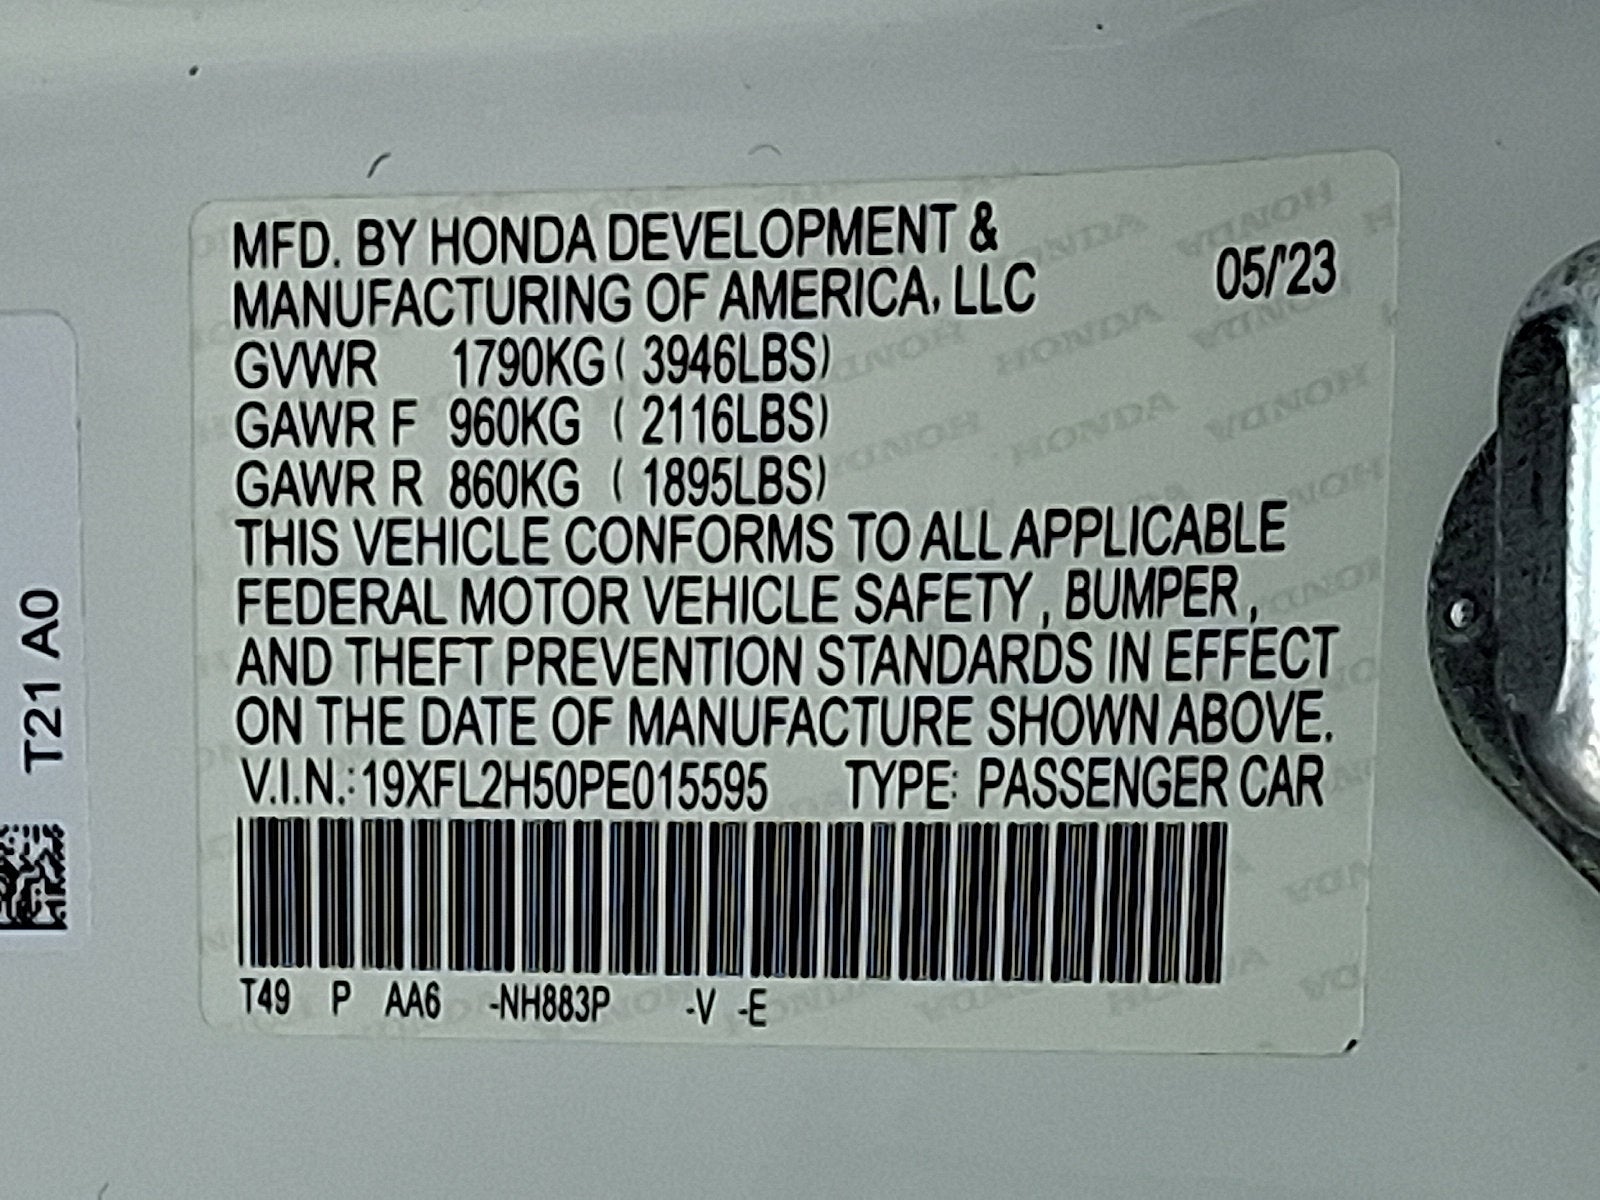 MFD. BY HONDA DEVELOPMENT &
MANUFACTURING OF AMERICA, LLC
05/'23
GVWR 1790KG ( 3946LBS)
GAWR F 960KG ( 2116LBS)
GAWR R 860KG ( 1895LBS)
THIS VEHICLE CONFORMS TO ALL APPLICABLE
FEDERAL MOTOR VEHICLE SAFETY , BUMPER ,
AND THEFT PREVENTION STANDARDS IN EFFECT
ON THE DATE OF MANUFACTURE SHOWN ABOVE.
V.I.N.: 19XFL2H50PE015595 TYPE: PASSENGER CAR
T49 P AA6 -NH883P -V -E
T21 A0